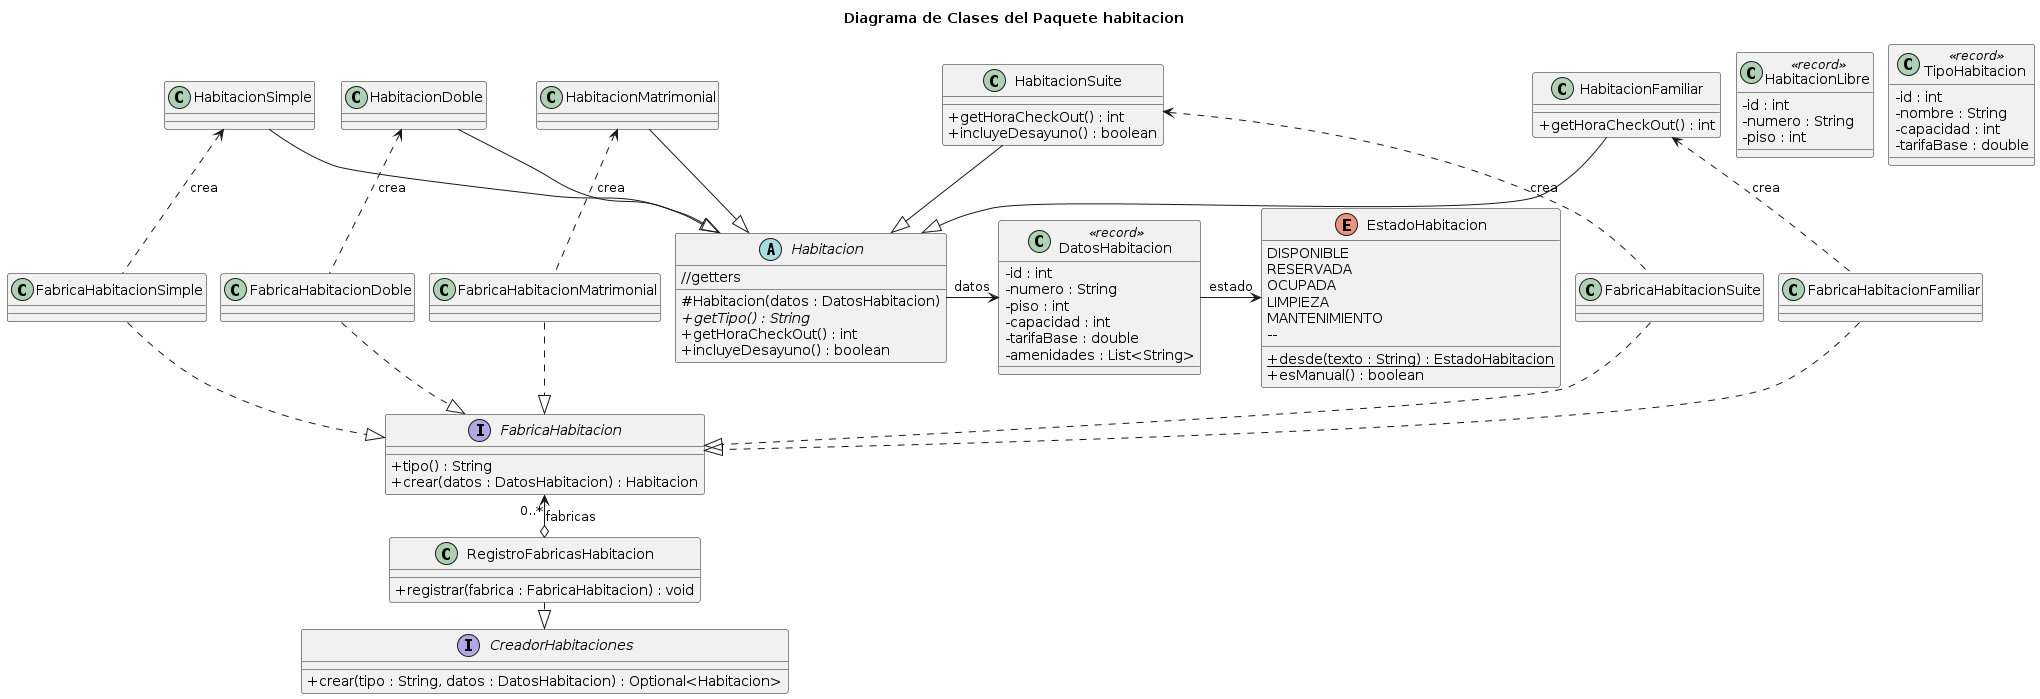 Diagrama de Clases del Paquete habitacion
C HabitacionSimple
C HabitacionDoble
C HabitacionMatrimonial
C HabitacionSuite
+getHoraCheckOut() : int
+incluyeDesayuno() : boolean
C HabitacionFamiliar
+getHoraCheckOut() : int
C «record»
HabitacionLibre
-id : int
-numero : String
-piso : int
C «record»
TipoHabitacion
-id : int
-nombre : String
-capacidad : int
-tarifaBase : double
crea
crea
crea
crea
crea
A Habitacion
//getters
#Habitacion(datos : DatosHabitacion)
+getTipo() : String
+getHoraCheckOut() : int
+incluyeDesayuno() : boolean
datos
C «record»
DatosHabitacion
-id : int
-numero : String
-piso : int
-capacidad : int
-tarifaBase : double
-amenidades : List<String>
estado
E EstadoHabitacion
DISPONIBLE
RESERVADA
OCUPADA
LIMPIEZA
MANTENIMIENTO
--
+desde(texto : String) : EstadoHabitacion
+esManual() : boolean
C FabricaHabitacionSimple
C FabricaHabitacionDoble
C FabricaHabitacionMatrimonial
C FabricaHabitacionSuite
C FabricaHabitacionFamiliar
I FabricaHabitacion
+tipo() : String
+crear(datos : DatosHabitacion) : Habitacion
0..*
fabricas
C RegistroFabricasHabitacion
+registrar(fabrica : FabricaHabitacion) : void
I CreadorHabitaciones
+crear(tipo : String, datos : DatosHabitacion) : Optional<Habitacion>